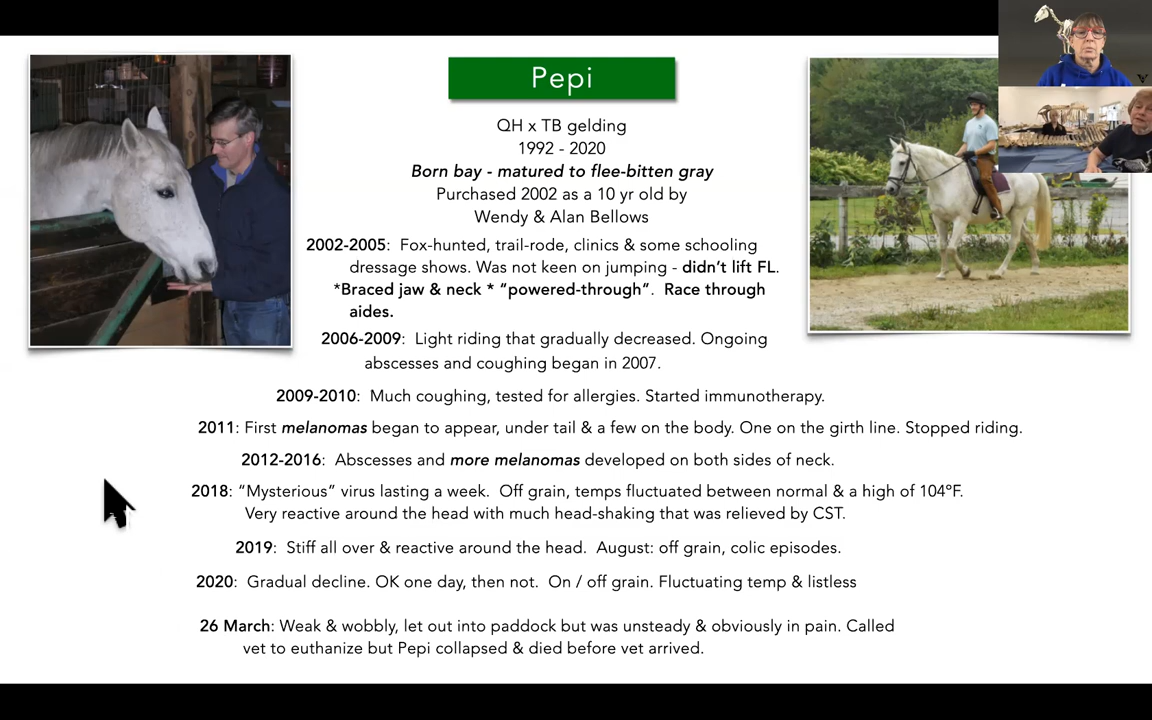 Pepi
QH x TB gelding
1992 - 2020
Born bay - matured to flee-bitten gray
Purchased 2002 as a 10 yr old by
Wendy & Alan Bellows
2002-2005: Fox-hunted, trail-rode, clinics & some schooling
dressage shows. Was not keen on jumping - didn't lift FL.
*Braced jaw & neck * "powered-through". Race through
aides.
2006-2009: Light riding that gradually decreased. Ongoing
abscesses and coughing began in 2007.
2009-2010: Much coughing, tested for allergies. Started immunotherapy.
2011: First melanomas began to appear, under tail & a few on the body. One on the girth line. Stopped riding.
2012-2016: Abscesses and more melanomas developed on both sides of neck.
2018: "Mysterious" virus lasting a week. Off grain, temps fluctuated between normal & a high of 104ºF.
Very reactive around the head with much head-shaking that was relieved by CST.
2019: Stiff all over & reactive around the head. August: off grain, colic episodes.
2020: Gradual decline. OK one day, then not. On / off grain. Fluctuating temp & listless
26 March: Weak & wobbly, let out into paddock but was unsteady & obviously in pain. Called
vet to euthanize but Pepi collapsed & died before vet arrived.